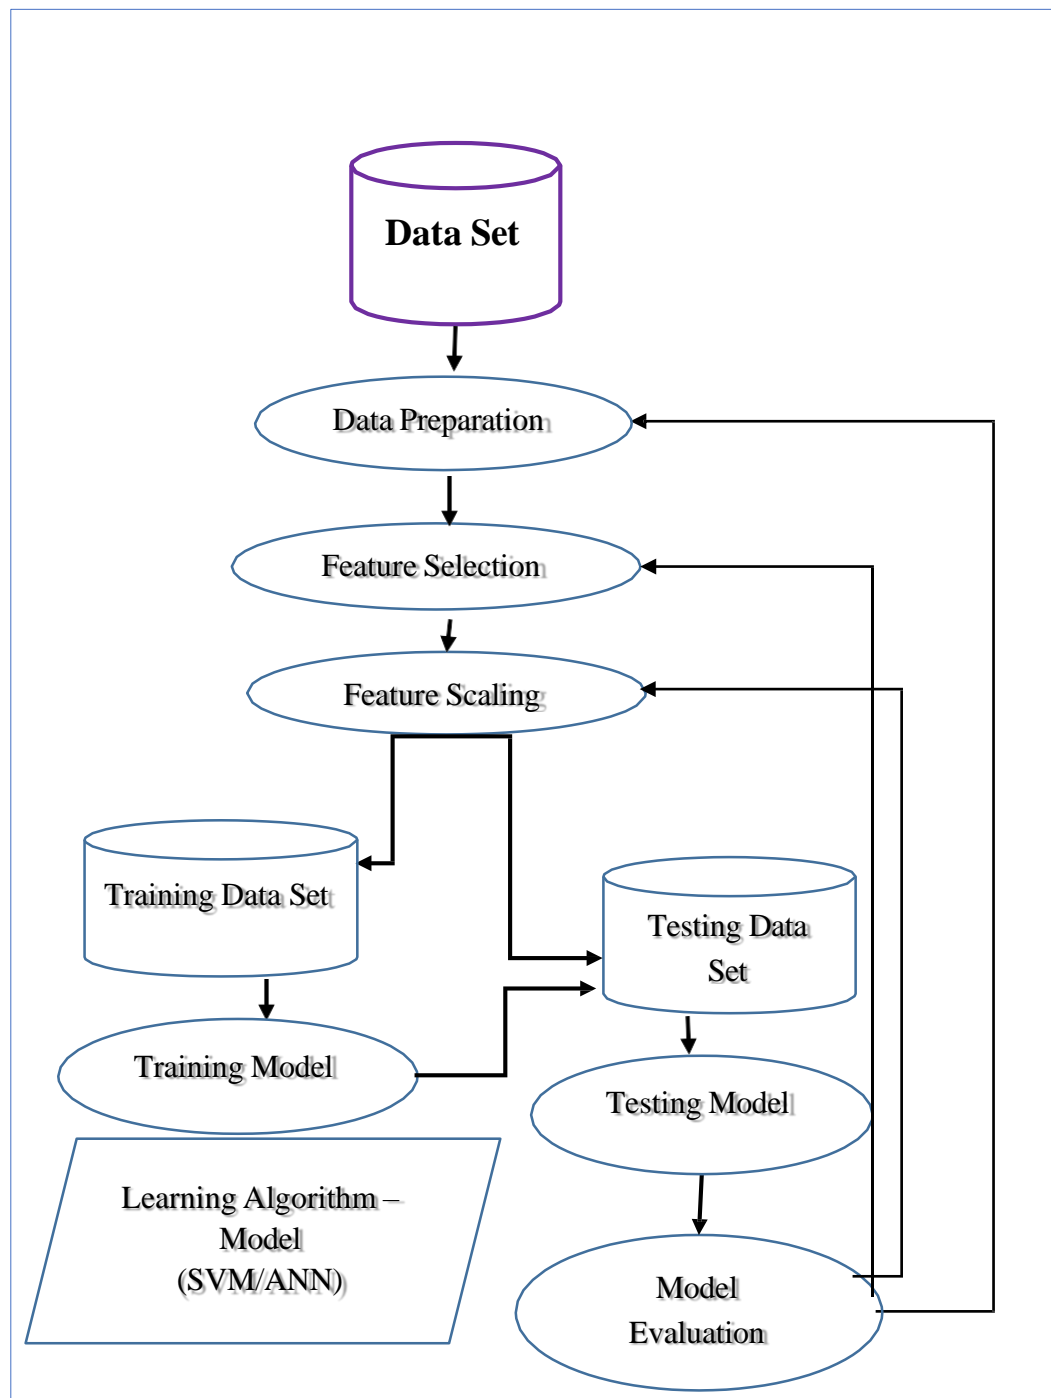 Data Set
Data Preparation
Feature Selection
Feature Scaling
Training Data Set
Testing Data
Set
Training Model
Testing Model
Learning Algorithm –
Model
(SVM/ANN)
Model
Evaluation